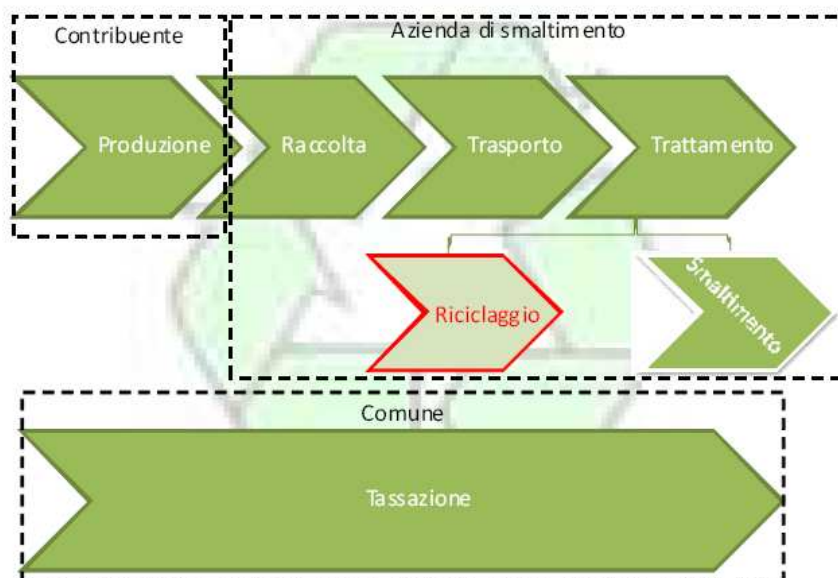 Contribuente
Azienda di smaltimento
Produzione
Raccolta
Trasporto
Trattamento
Riciclaggio
Smaltimento
Comune
Tassazione